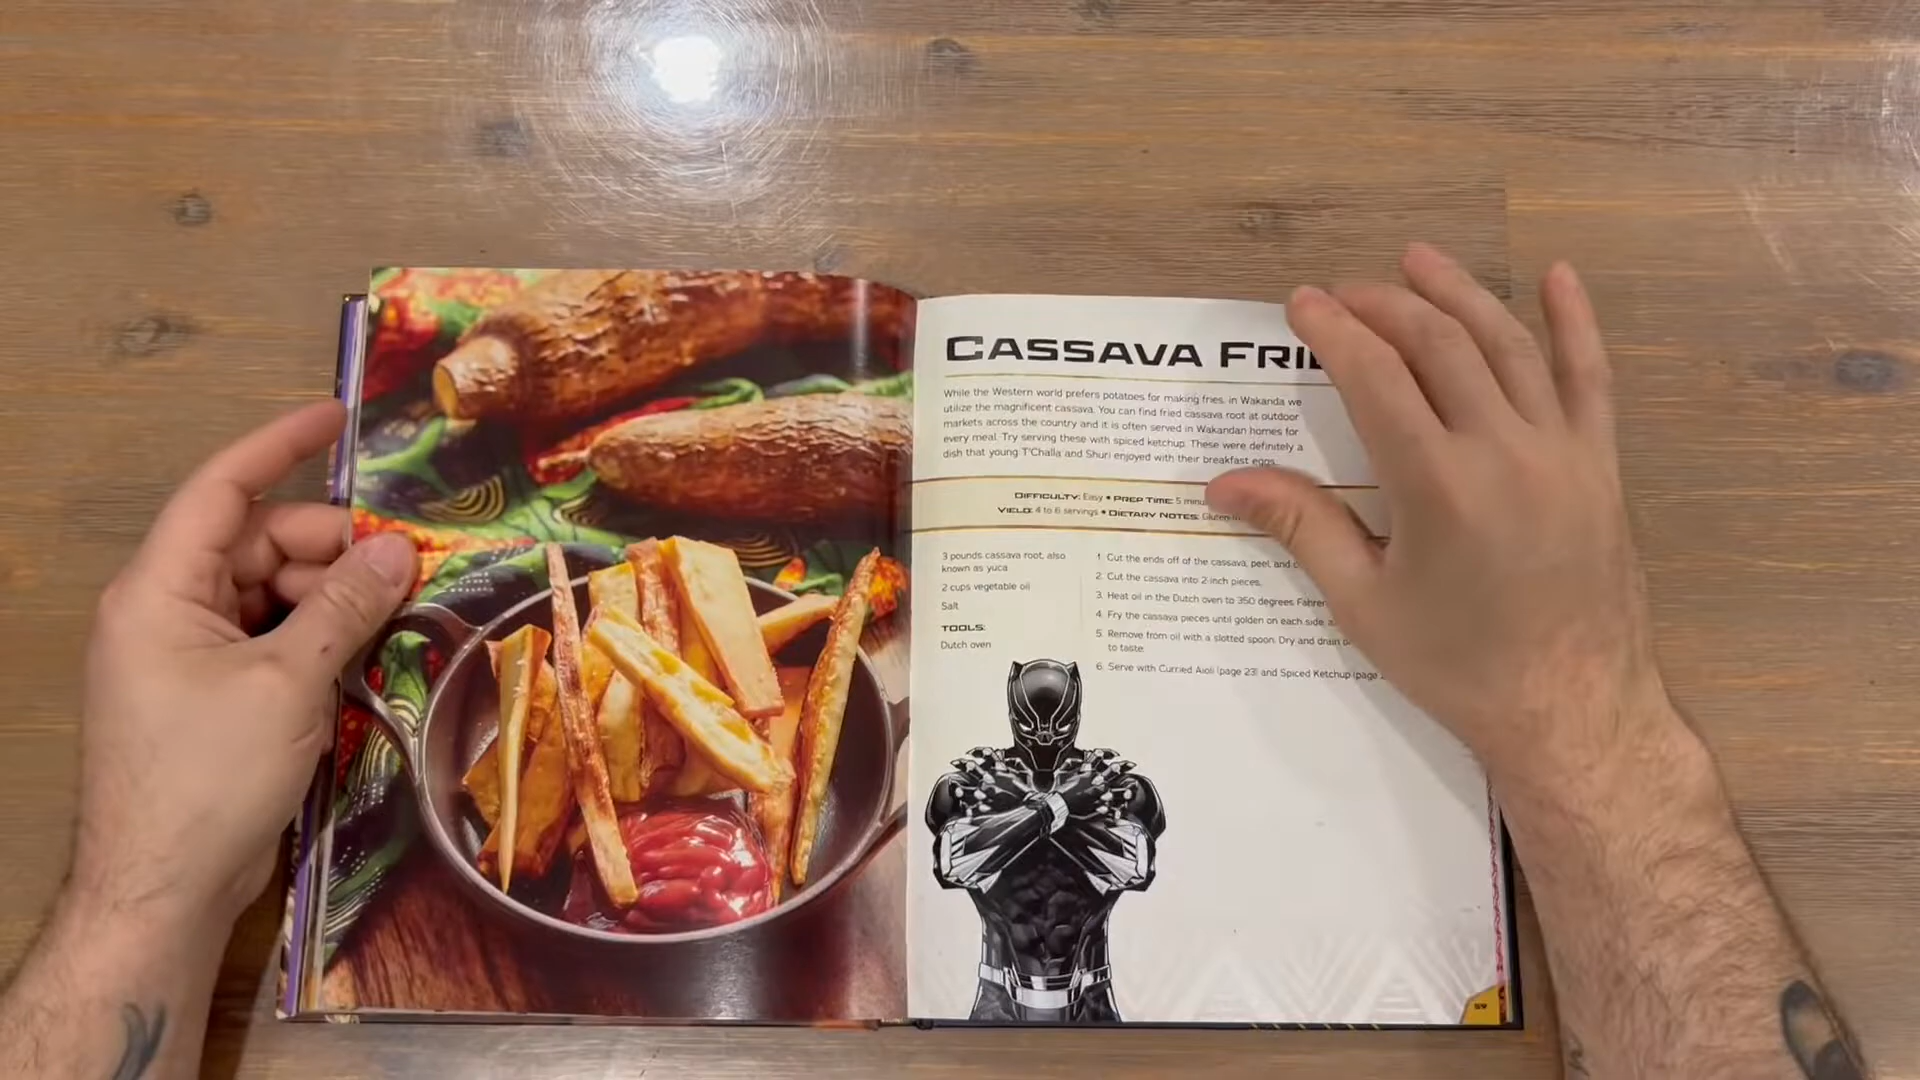 CASSAVA
While the Western world prefers potatoes for making fries, in Wakanda we
utilize the magnificent cassava. You can find fried cassava root at outdoor
markets across the country and it is often served in Wakandan homes for
every meal. Try serving these with spiced ketchup. These were definitely a
dish that young T'Challa and Shuri enjoyed with their breakfast eggs.
DIFFICULTY: Easy • PREP TIME: 5
YIELD: 4 to 6 servings • DIETARY NOTES:
3 pounds cassava root, also
known as yuca
2 cups vegetable oil
Salt
TOOLS:
Dutch oven
1. Cut the ends off of the cassava, peel, and
2. Cut the cassava into 2-inch pieces.
3. Heat oil in the Dutch oven to 350 degrees
4. Fry the cassava pieces until golden on each side,
5. Remove from oil with a slotted spoon. Dry and drain
to taste.
6. Serve with Curried Aioli (page 23) and Spiced Ketchup (page
59